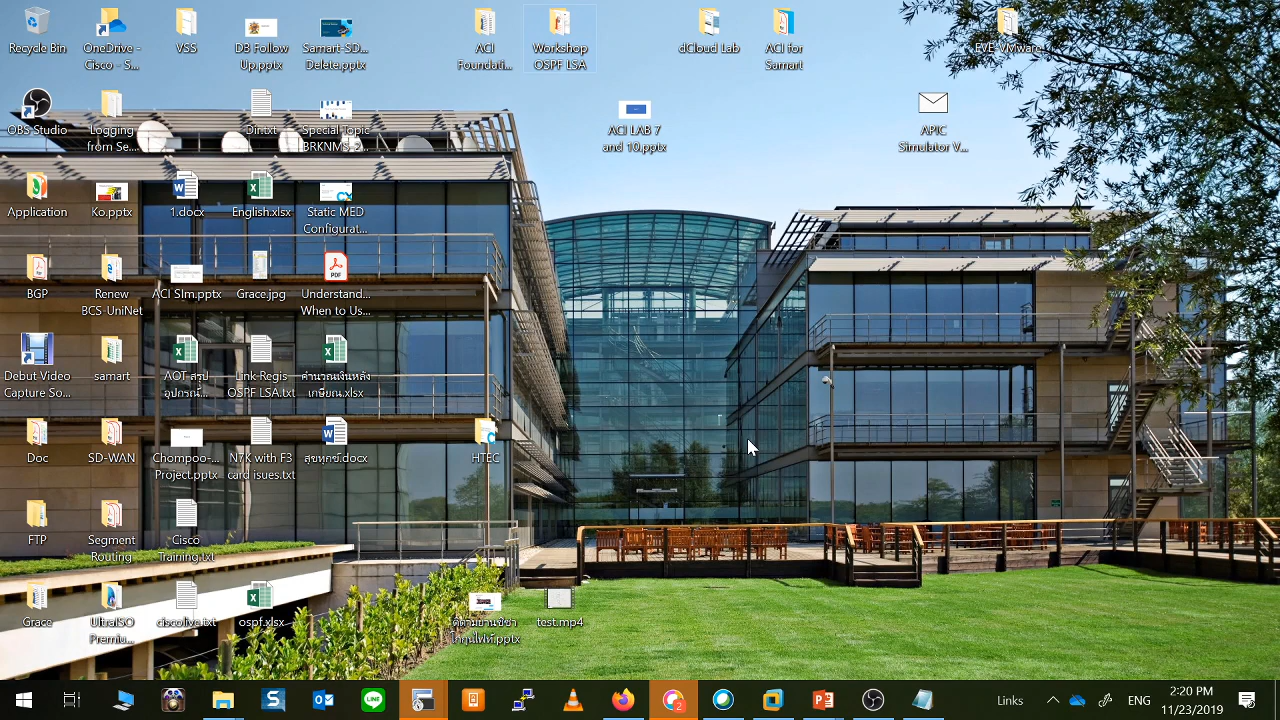 Recycle Bin
OneDrive -
Cisco - S...
VSS
D3 Follow
Up.pptx
Samart-SD...
Delete.pptx
ACI
Foundati...
Workshop
OSPF LSA
dCloud Lab
ACI for
Samart
EVE-VMware
OBS Studio
Logging
from Se...
Dir.txt
Special-Topic
BRKNMS-2...
ACI LAB 7
and 10.pptx
APIC
Simulator V...
Application
Ko.pptx
1.docx
English.xlsx
Static MED
Configurat...
BGP
Renew
BCS-UniNet
ACI SIm.pptx
Grace.jpg
PDF
Understand...
When to Us...
Debut Video
Capture So...
samart
AOT สรุป
อุปกรณ์...
Link-Regis
OSPF LSA.txt
คำนวณเงินหลัง
เกษียณ.xlsx
Doc
SD-WAN
Chompoo-...
Project.pptx
N7K with F3
card isues.txt
สุขทุกข์.docx
HTEC
FTP
Segment
Routing
Cisco
Training.txt
Grace
UltraISO
Premiu...
ciscolive.txt
ospf.xlsx
test.mp4
LINE
2
Links
ENG
2:20 PM
11/23/2019